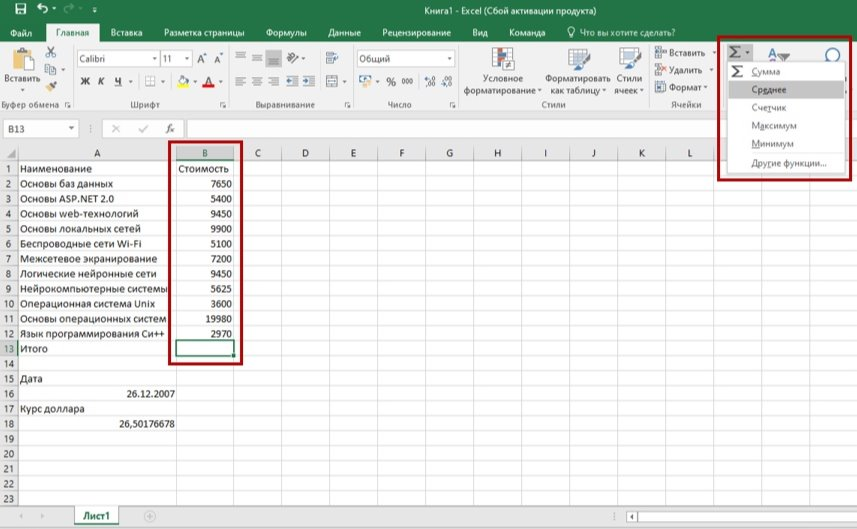 Книга1 - Excel (Сбой активации продукта)
Файл Главная Вставка Разметка страницы Формулы Данные Рецензирование Вид Команда Что вы хотите сделать?
Вставить
Буфер обмена
Calibri 11
Ж К Ч
Шрифт
Выравнивание
Общий
% 000
Число
Условное форматирование
Форматировать как таблицу
Стили ячеек
Стили
Вставить
Удалить
Формат
Ячейки
Σ
А
Σ Сумма
Среднее
Счетчик
Максимум
Минимум
Другие функции...
B13 fx
A B C D E F G H I J K L
1 Наименование Стоимость
2 Основы баз данных 7650
3 Основы ASP.NET 2.0 5400
4 Основы web-технологий 9450
5 Основы локальных сетей 9900
6 Беспроводные сети Wi-Fi 5100
7 Межсетевое экранирование 7200
8 Логические нейронные сети 9450
9 Нейрокомпьютерные системы 5625
10 Операционная система Unix 3600
11 Основы операционных систем 19980
12 Язык программирования Си++ 2970
13 Итого
14
15 Дата
16 26.12.2007
17 Курс доллара
18 26,50176678
19
20
21
22
23
Лист1